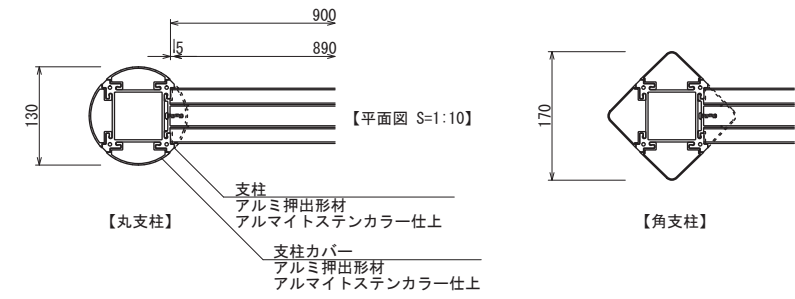 900
5
890
130
【平面図 S=1:10】
170
支柱
アルミ押出形材
アルマイトステンカラー仕上
【丸支柱】
【角支柱】
支柱カバー
アルミ押出形材
アルマイトステンカラー仕上